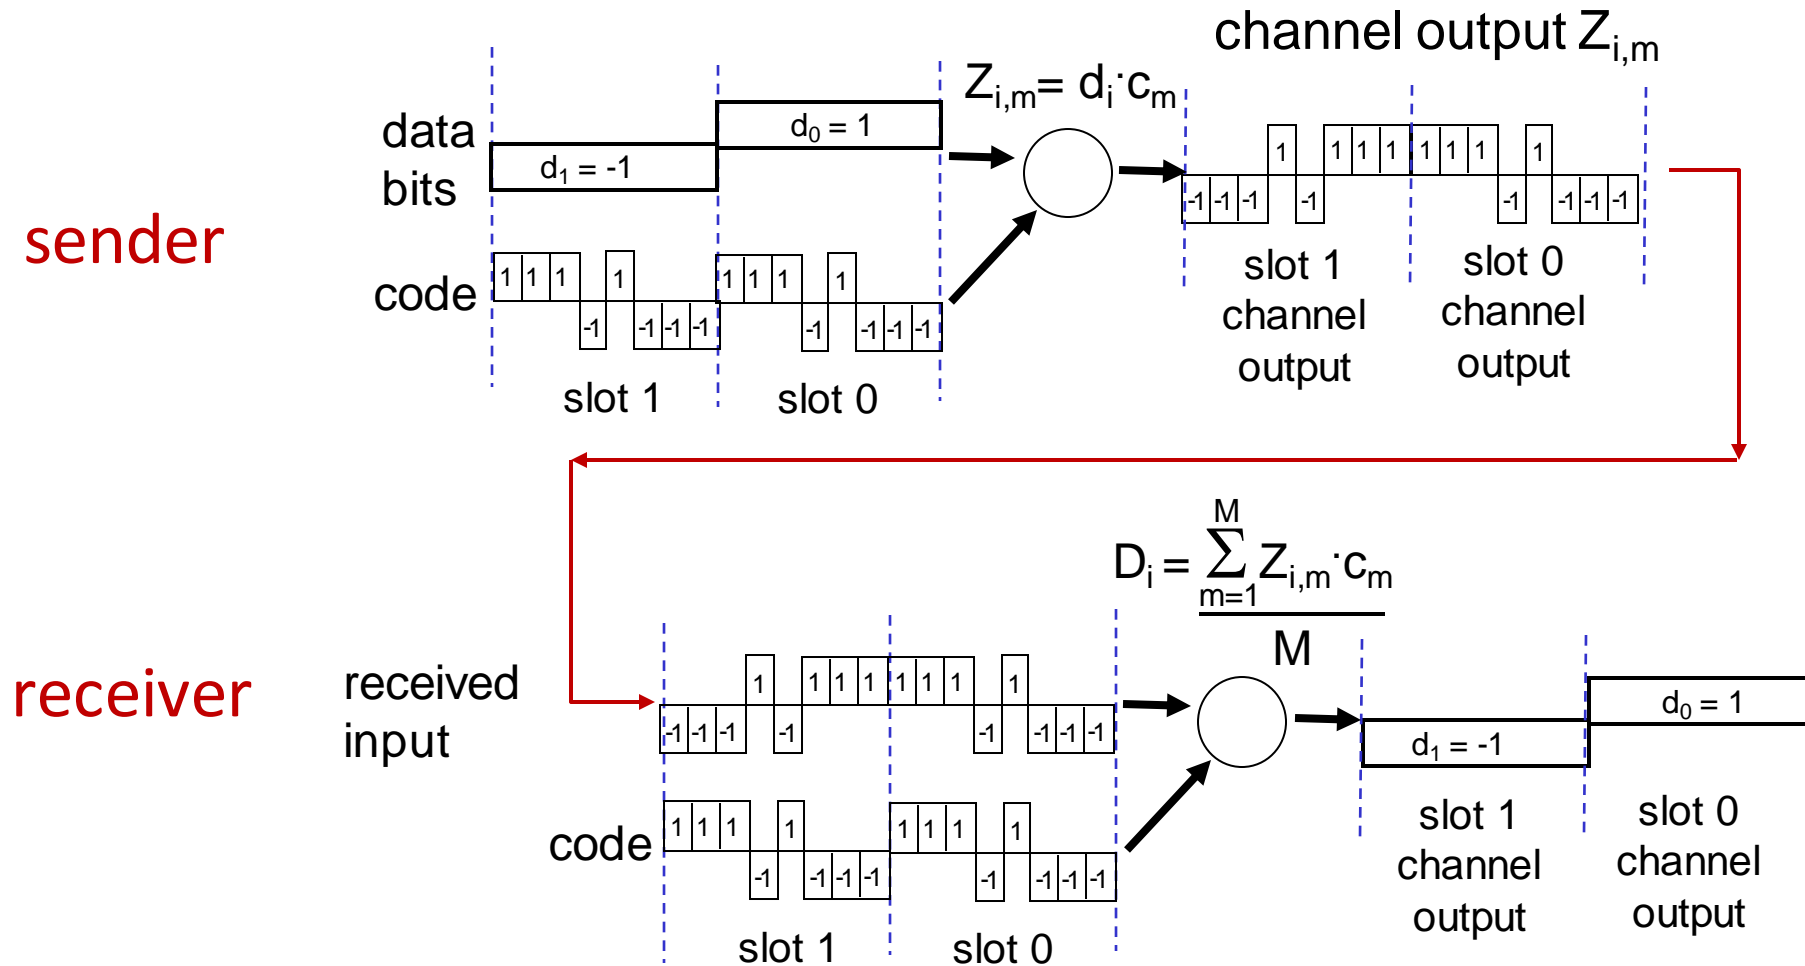 channel output Z_{i,m}
Z_{i,m}= d_i·c_m
data
bits
d_1 = -1
d_0 = 1
1 1 1 -1 1 -1 -1 -1
1 1 1 -1 1 -1 -1 -1
code
slot 1
slot 0
-1 -1 -1 1 -1 1 1 1
1 1 1 -1 1 -1 -1 -1
slot 1
channel
output
slot 0
channel
output
sender
D_i = \sum_{m=1}^{M} Z_{i,m}·c_m
M
receiver
received
input
-1 -1 -1 1 -1 1 1 1
1 1 1 -1 1 -1 -1 -1
code
1 1 1 -1 1 -1 -1 -1
1 1 1 -1 1 -1 -1 -1
slot 1
slot 0
d_1 = -1
d_0 = 1
slot 1
channel
output
slot 0
channel
output